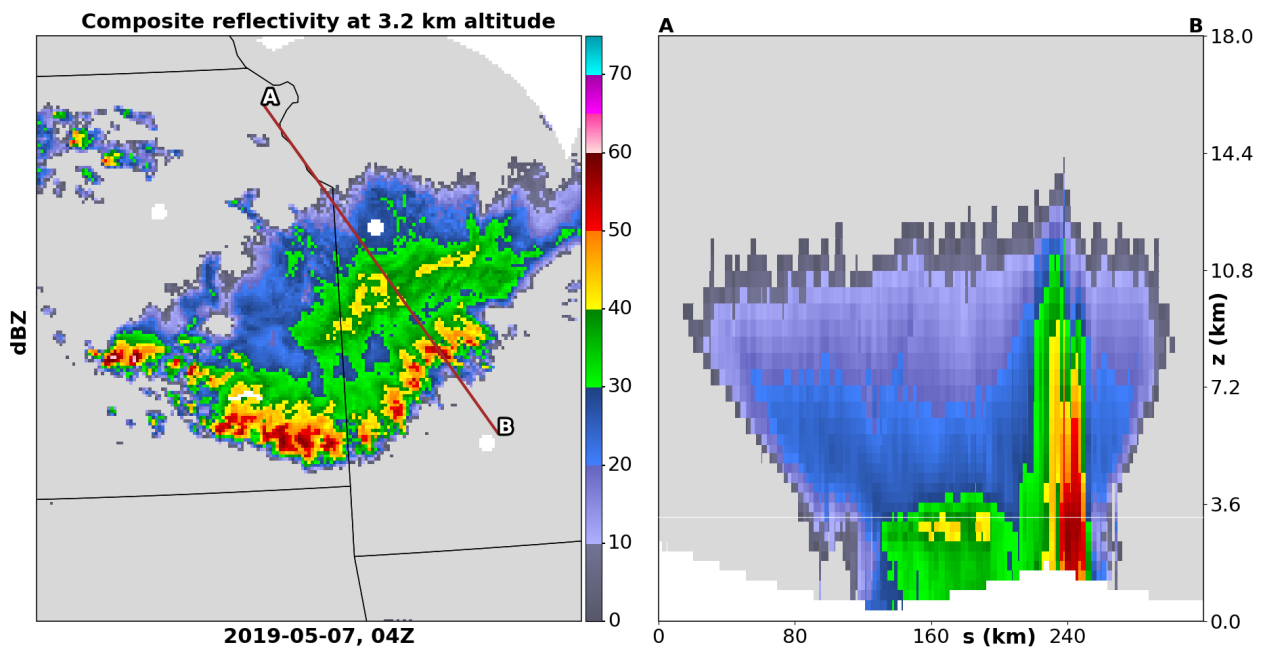 Composite reflectivity at 3.2 km altitude
A
B
dBZ
70
60
50
40
30
20
10
0
2019-05-07, 04Z
A
B
18.0
14.4
10.8
7.2
3.6
0.0
z (km)
0
80
160
s (km)
240